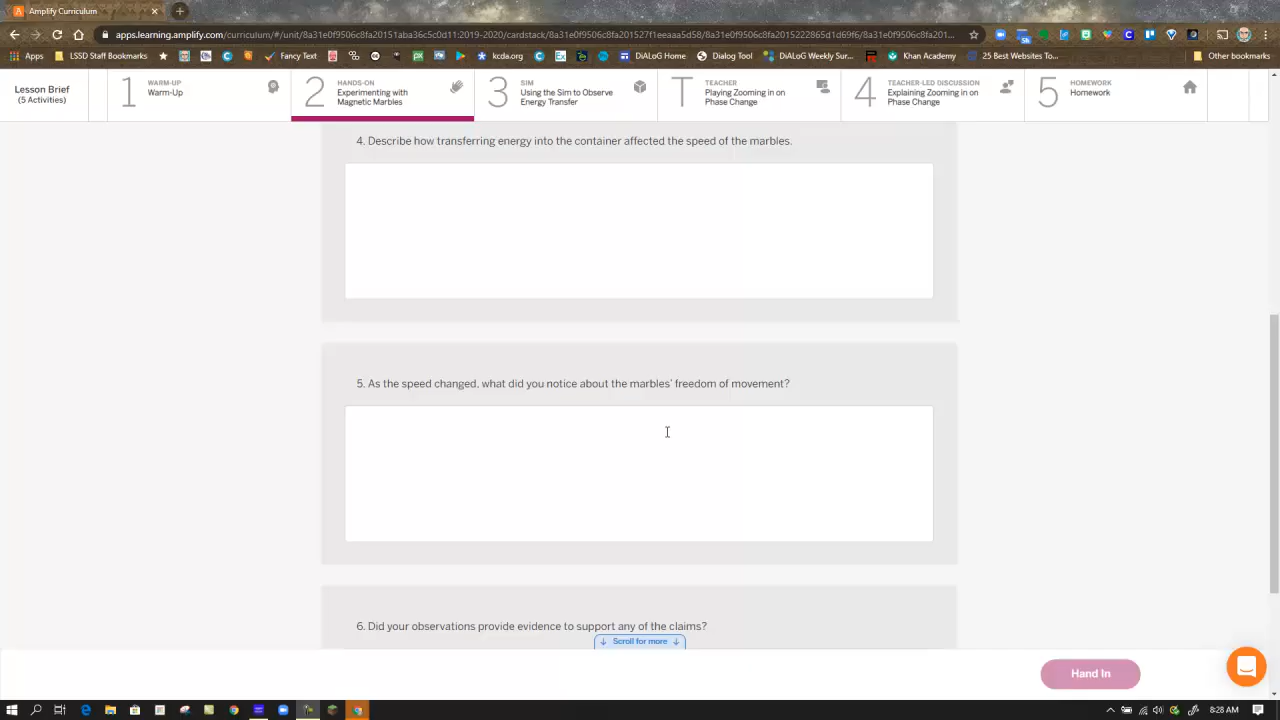 Amplify Curriculum
apps.learning.amplify.com/curriculum/#/unit/8a31e0f9506c8fa20151aba36c5c0d11:2019-2020/cardstack/8a31e0f9506c8fa201527f1eeaaa5d58/8a31e0f9506c8fa2015222865d1d69f6/8a31e0f9506c8fa20151...
Apps
LSSD Staff Bookmarks
Fancy Text
kcda.org
DiALoG Home
Dialog Tool
DiALoG Weekly Sur...
Khan Academy
25 Best Websites To...
Other bookmarks
Lesson Brief
(5 Activities)
1
WARM-UP
Warm-Up
2
HANDS-ON
Experimenting with
Magnetic Marbles
3
SIM
Using the Sim to Observe
Energy Transfer
T
TEACHER
Playing Zooming in on
Phase Change
4
TEACHER-LED DISCUSSION
Explaining Zooming in on
Phase Change
5
HOMEWORK
Homework
4. Describe how transferring energy into the container affected the speed of the marbles.
5. As the speed changed, what did you notice about the marbles' freedom of movement?
6. Did your observations provide evidence to support any of the claims?
Scroll for more
Hand In
8:28 AM